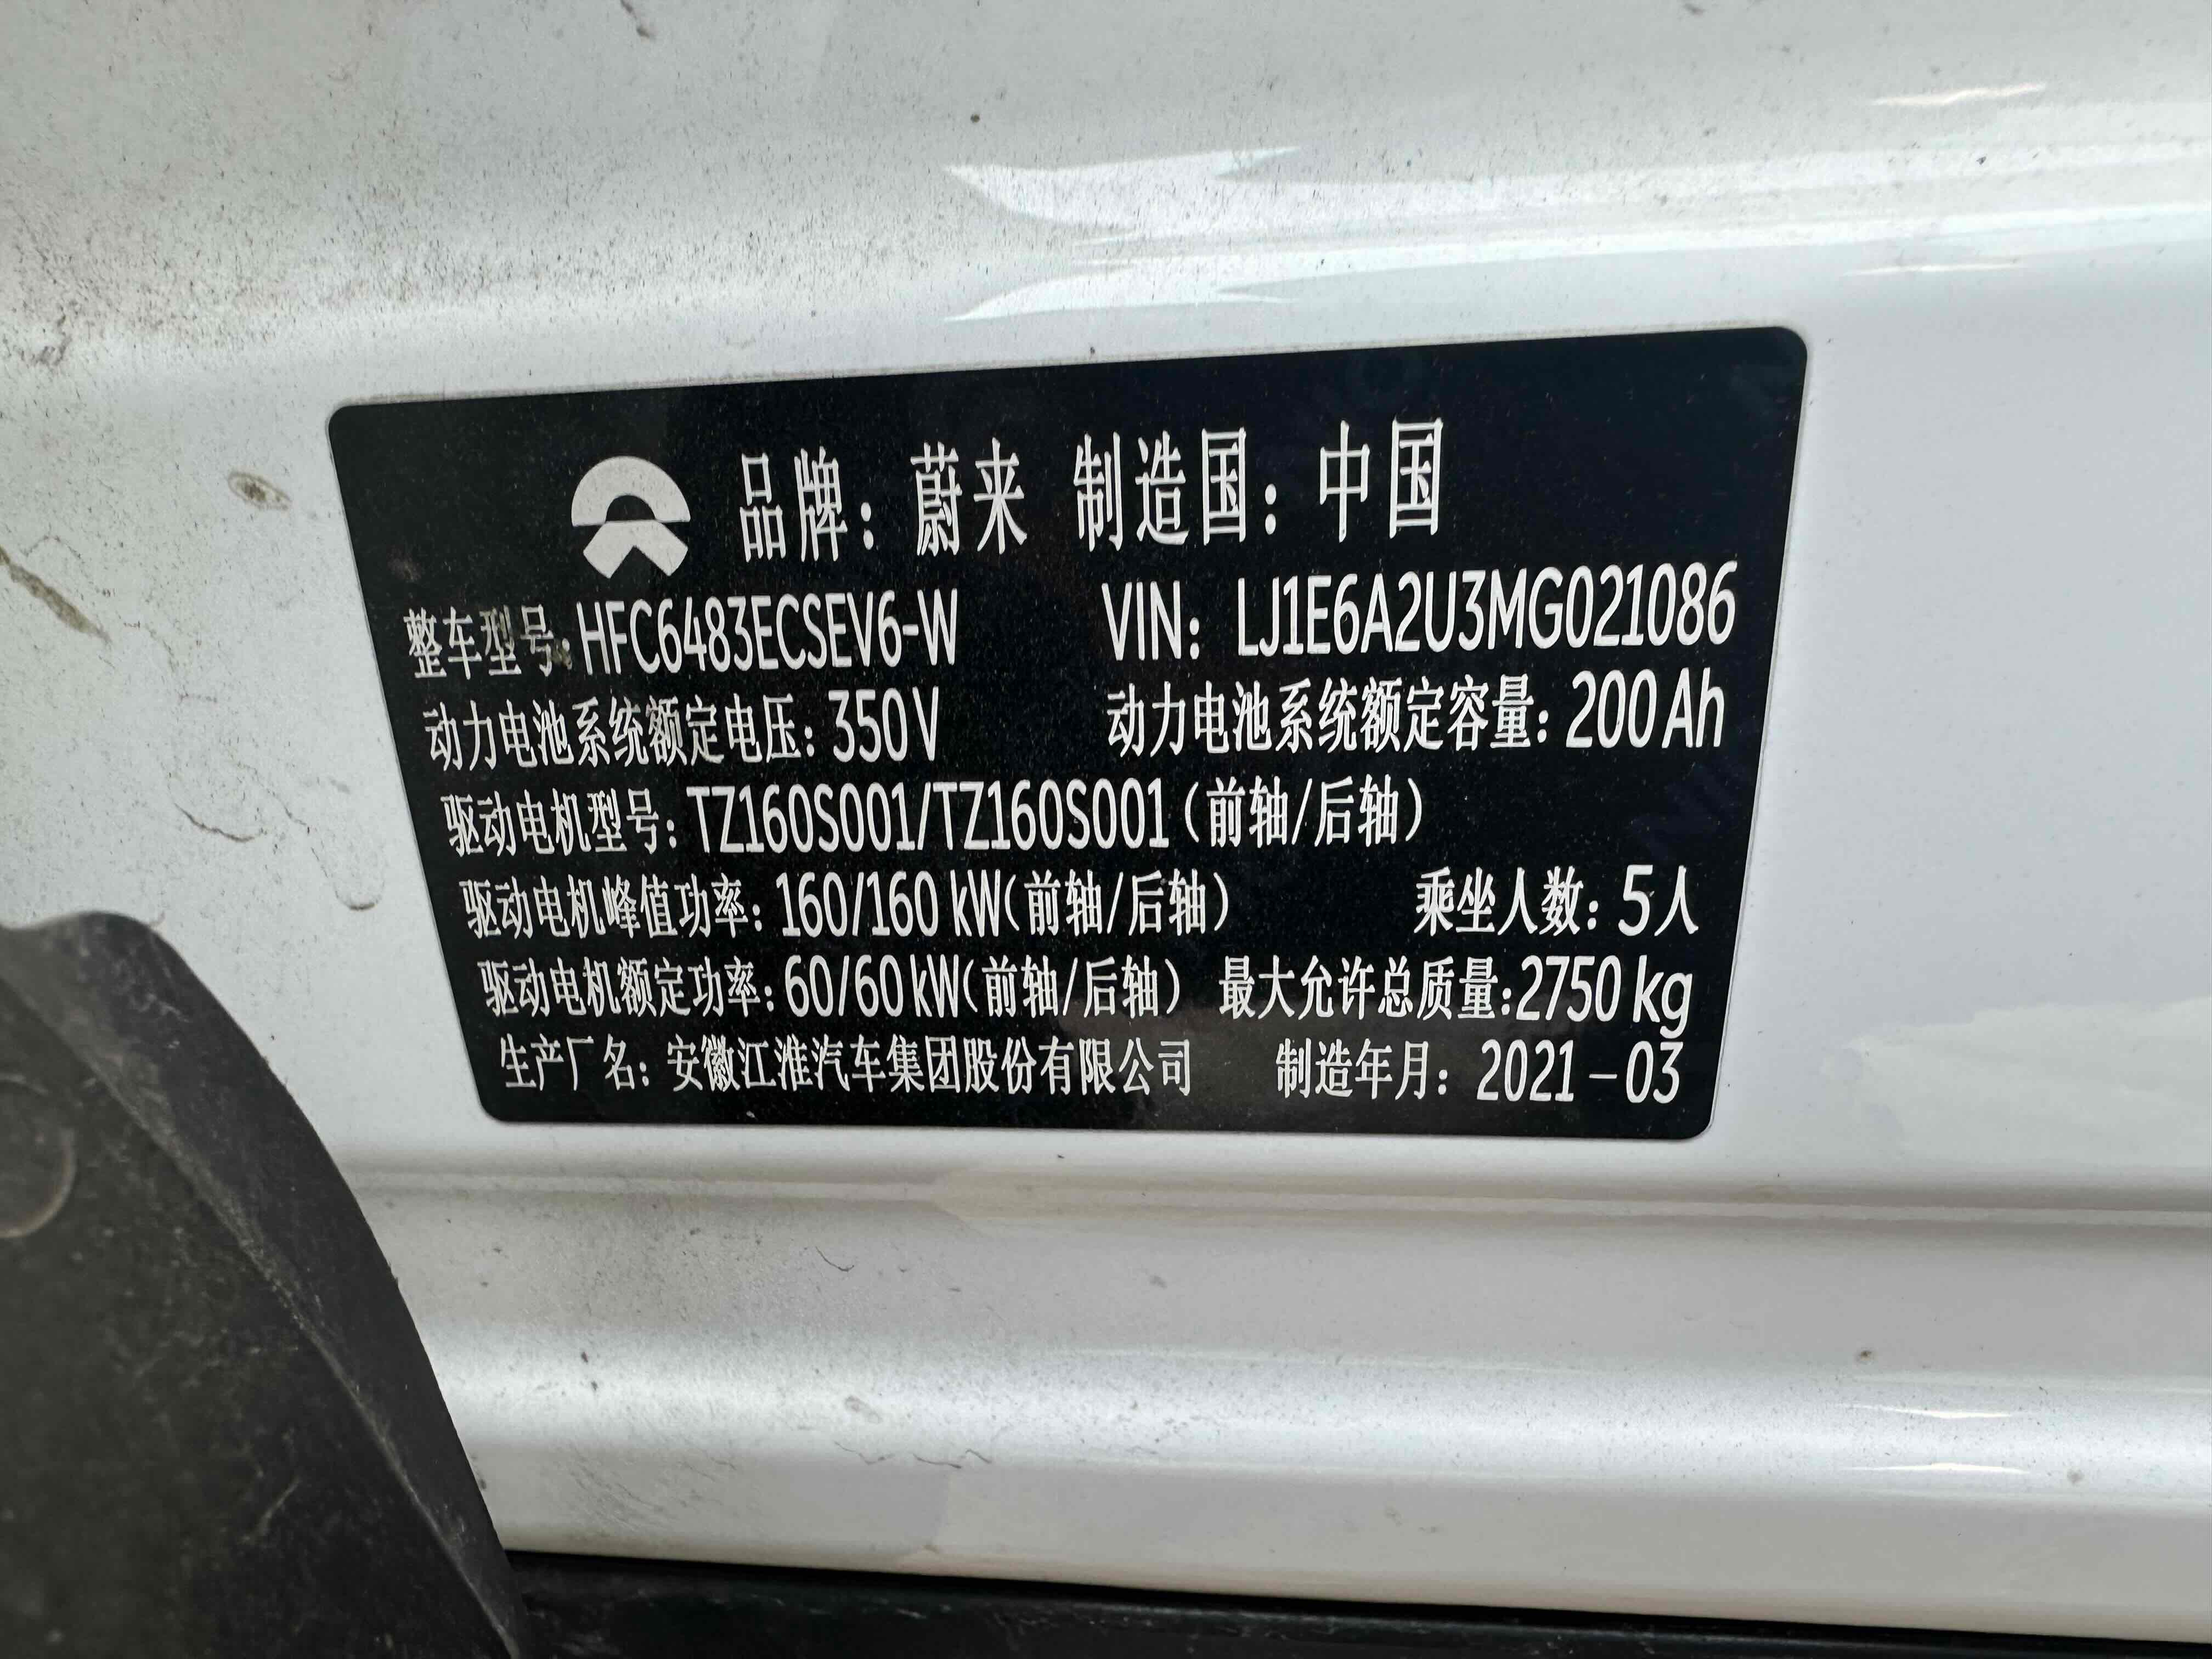 品牌：蔚来 制造国：中国
整车型号：HFC6483ECSEV6-W VIN：LJ1E6A2U3MG021086
动力电池系统额定电压：350V 动力电池系统额定容量：200Ah
驱动电机型号：TZ160S001/TZ160S001（前轴/后轴）
驱动电机峰值功率：160/160 kW（前轴/后轴） 乘坐人数：5人
驱动电机额定功率：60/60kW（前轴/后轴） 最大允许总质量：2750 kg
生产厂名：安徽江淮汽车集团股份有限公司 制造年月：2021-03